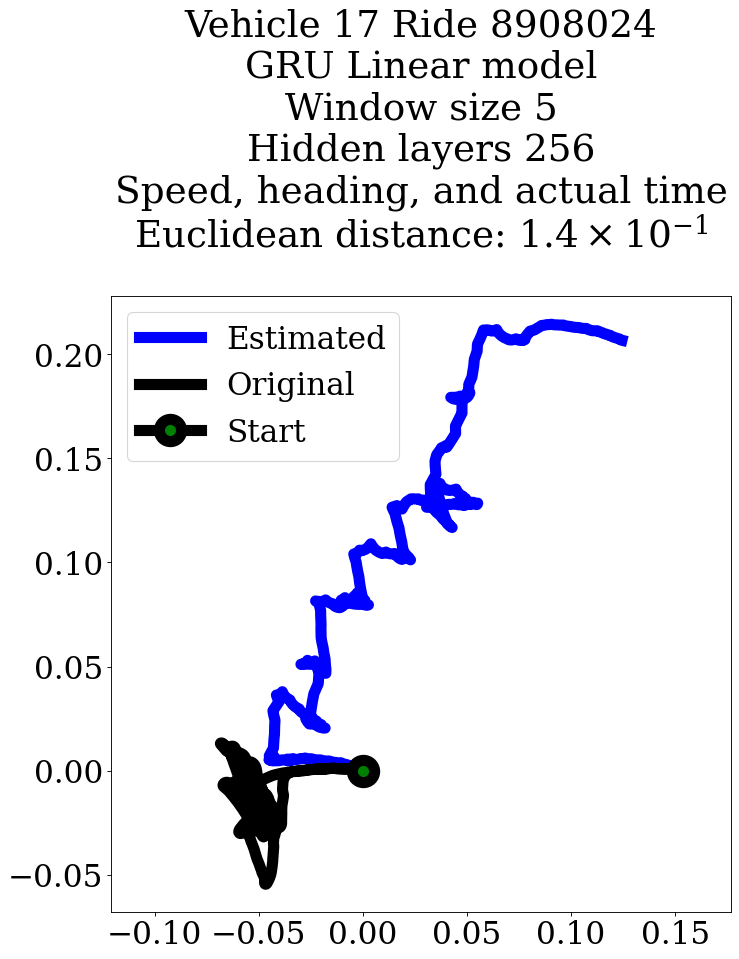 Vehicle 17 Ride 8908024
GRU Linear model
Window size 5
Hidden layers 256
Speed, heading, and actual time
Euclidean distance: 1.4 × 10⁻¹
Estimated
Original
Start
0.20
0.15
0.10
0.05
0.00
−0.05
−0.10 −0.05 0.00 0.05 0.10 0.15